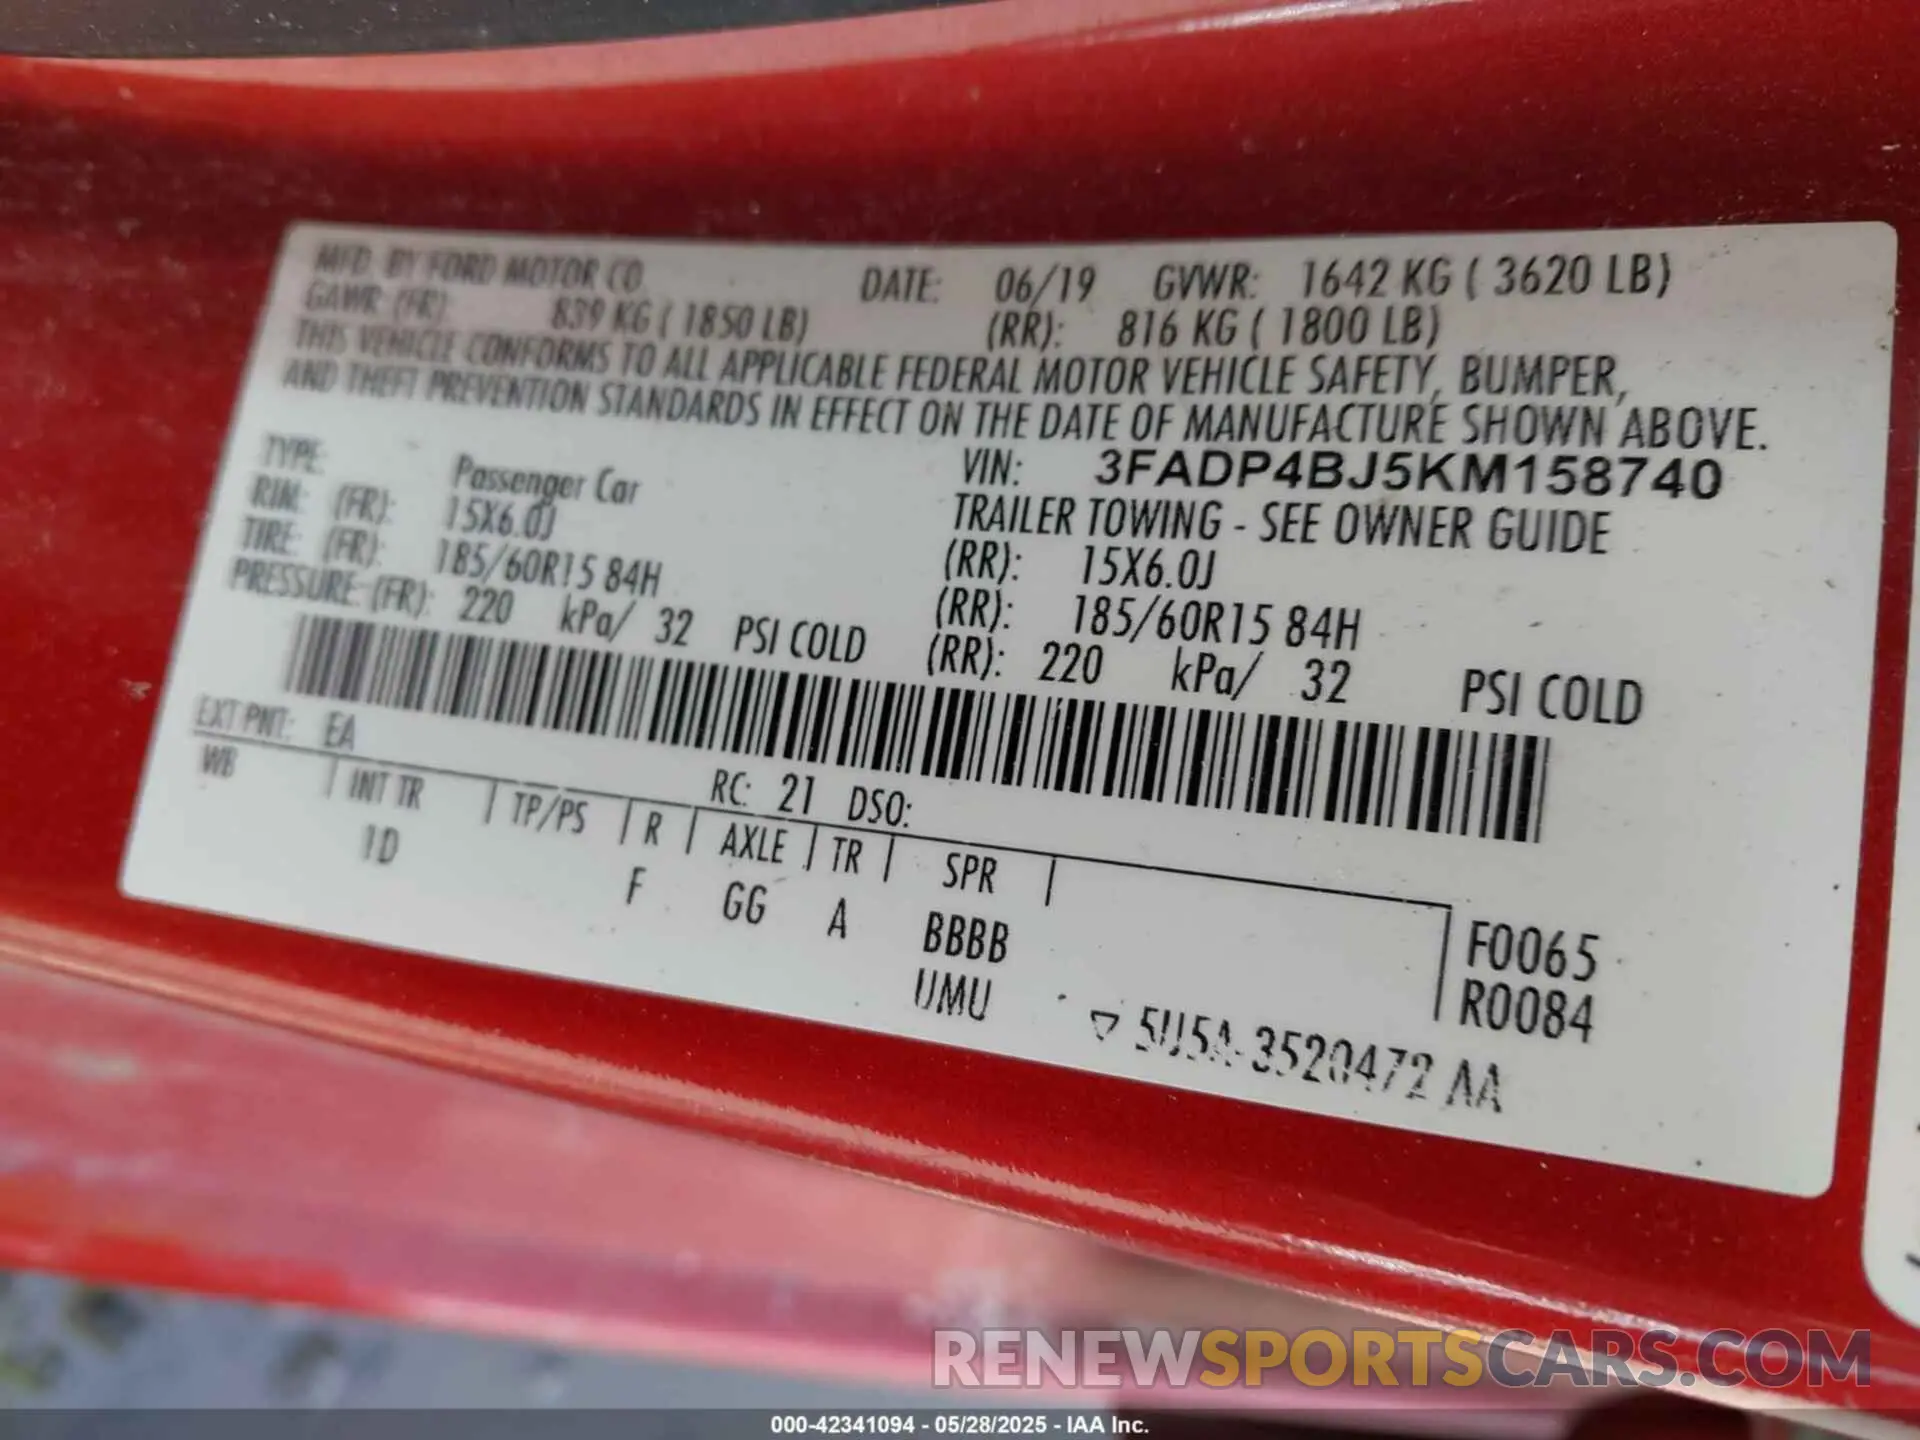 MFD. BY FORD MOTOR CO. DATE: 06/19 GVWR: 1642 KG ( 3620 LB)
GAWR (FR): 839 KG ( 1850 LB) (RR): 816 KG ( 1800 LB)
THIS VEHICLE CONFORMS TO ALL APPLICABLE FEDERAL MOTOR VEHICLE SAFETY, BUMPER,
AND THEFT PREVENTION STANDARDS IN EFFECT ON THE DATE OF MANUFACTURE SHOWN ABOVE.
VIN: 3FADP4BJ5KM158740
TYPE: Passenger Car TRAILER TOWING - SEE OWNER GUIDE
RIM: (FR): 15X6.0J (RR): 15X6.0J
TIRE: (FR): 185/60R15 84H (RR): 185/60R15 84H
PRESSURE: (FR): 220 kPa/ 32 PSI COLD (RR): 220 kPa/ 32 PSI COLD
EXT PNT: EA RC: 21 DSO:
WB INT TR TP/PS R AXLE TR SPR
1D F GG A BBBB F0065
UMU R0084
▽ 5U5A-3520472 AA
RENEWSPORTSCARS.COM
000-42341094 - 05/28/2025 - IAA Inc.